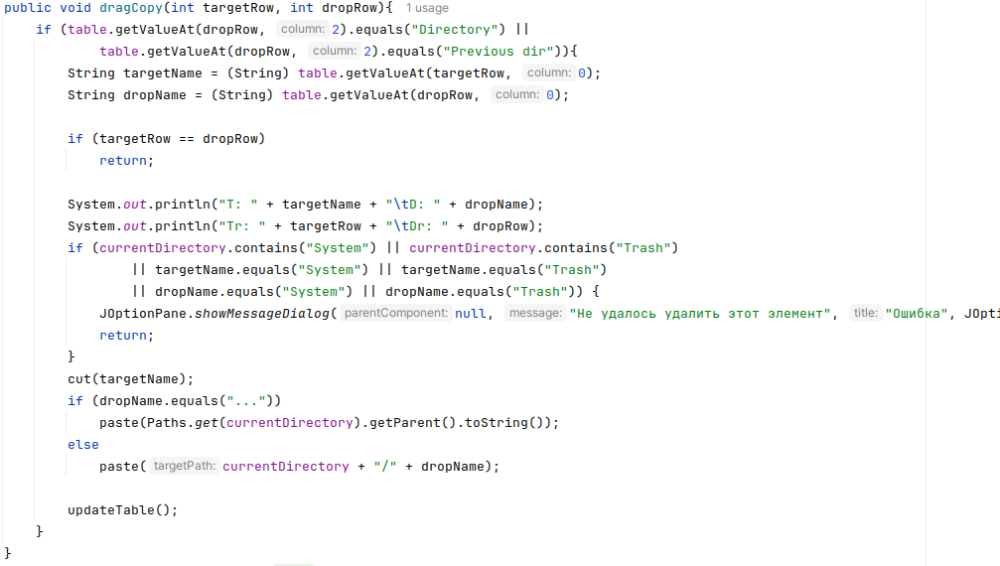 public void dragCopy(int targetRow, int dropRow){ 1 usage
if (table.getValueAt(dropRow, column: 2).equals("Directory") ||
table.getValueAt(dropRow, column: 2).equals("Previous dir")){
String targetName = (String) table.getValueAt(targetRow, column: 0);
String dropName = (String) table.getValueAt(dropRow, column: 0);
if (targetRow == dropRow)
return;
System.out.println("T: " + targetName + "\tD: " + dropName);
System.out.println("Tr: " + targetRow + "\tDr: " + dropRow);
if (currentDirectory.contains("System") || currentDirectory.contains("Trash")
|| targetName.equals("System") || targetName.equals("Trash")
|| dropName.equals("System") || dropName.equals("Trash")) {
JOptionPane.showMessageDialog( parentComponent: null, message: "Не удалось удалить этот элемент", title: "Ошибка", JOpti
return;
}
cut(targetName);
if (dropName.equals("..."))
paste(Paths.get(currentDirectory).getParent().toString());
else
paste( targetPath: currentDirectory + "/" + dropName);
updateTable();
}
}